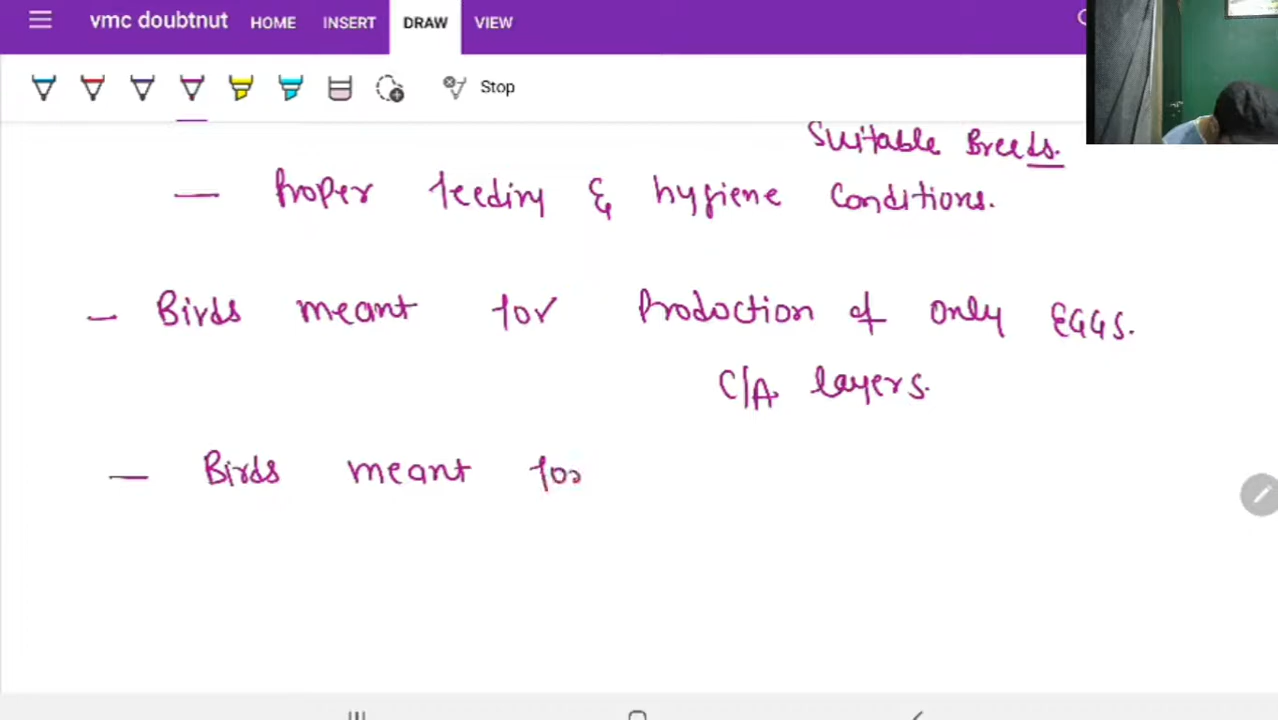 vmc doubtnut HOME INSERT DRAW VIEW
Stop
Suitable Breeds.
— Proper feeding & hygiene Conditions.
— Birds meant for Production of only EGGS.
C/A layers.
— Birds meant for